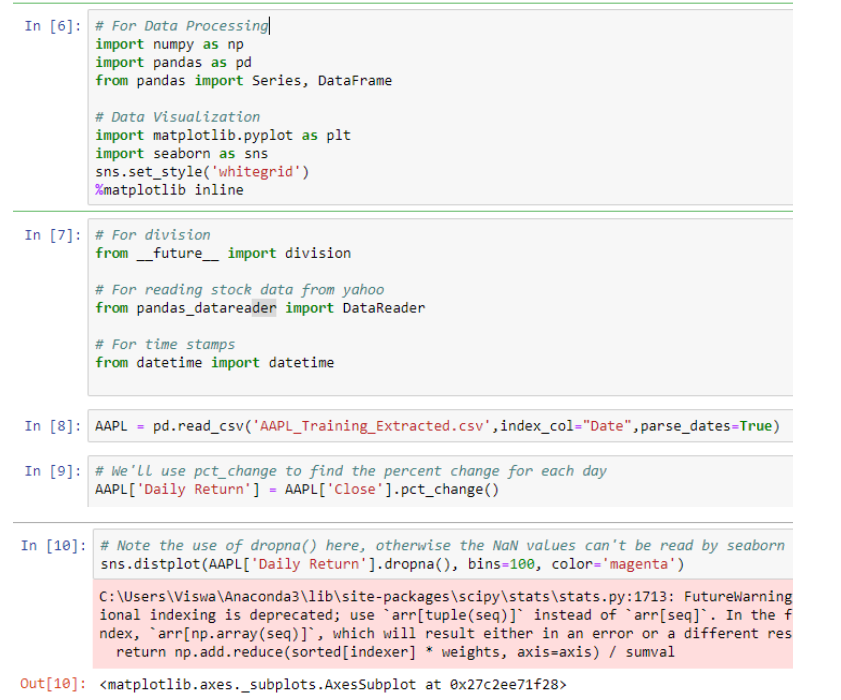 In [6]: # For Data Processing
import numpy as np
import pandas as pd
from pandas import Series, DataFrame
# Data Visualization
import matplotlib.pyplot as plt
import seaborn as sns
sns.set_style('whitegrid')
%matplotlib inline
In [7]: # For division
from __future__ import division
# For reading stock data from yahoo
from pandas_datareader import DataReader
# For time stamps
from datetime import datetime
In [8]: AAPL = pd.read_csv('AAPL_Training_Extracted.csv',index_col="Date",parse_dates=True)
In [9]: # We'll use pct_change to find the percent change for each day
AAPL['Daily Return'] = AAPL['Close'].pct_change()
In [10]: # Note the use of dropna() here, otherwise the NaN values can't be read by seaborn
sns.distplot(AAPL['Daily Return'].dropna(), bins=100, color='magenta')
C:\Users\Viswa\Anaconda3\lib\site-packages\scipy\stats\stats.py:1713: FutureWarning
ional indexing is deprecated; use `arr[tuple(seq)]` instead of `arr[seq]`. In the f
ndex, `arr[np.array(seq)]`, which will result either in an error or a different res
return np.add.reduce(sorted[indexer] * weights, axis=axis) / sumval
Out[10]: <matplotlib.axes._subplots.AxesSubplot at 0x27c2ee71f28>